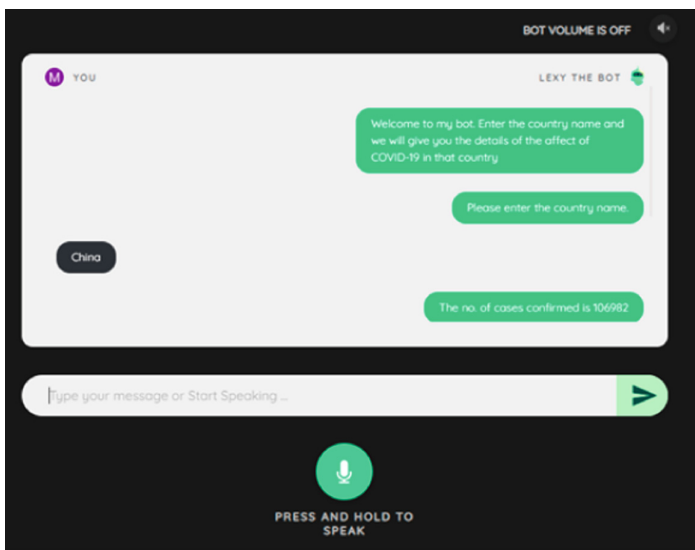 BOT VOLUME IS OFF
M YOU
LEXY THE BOT
Welcome to my bot. Enter the country name and
we will give you the details of the affect of
COVID-19 in that country
Please enter the country name.
China
The no. of cases confirmed is 106982
Type your message or Start Speaking ...
PRESS AND HOLD TO
SPEAK